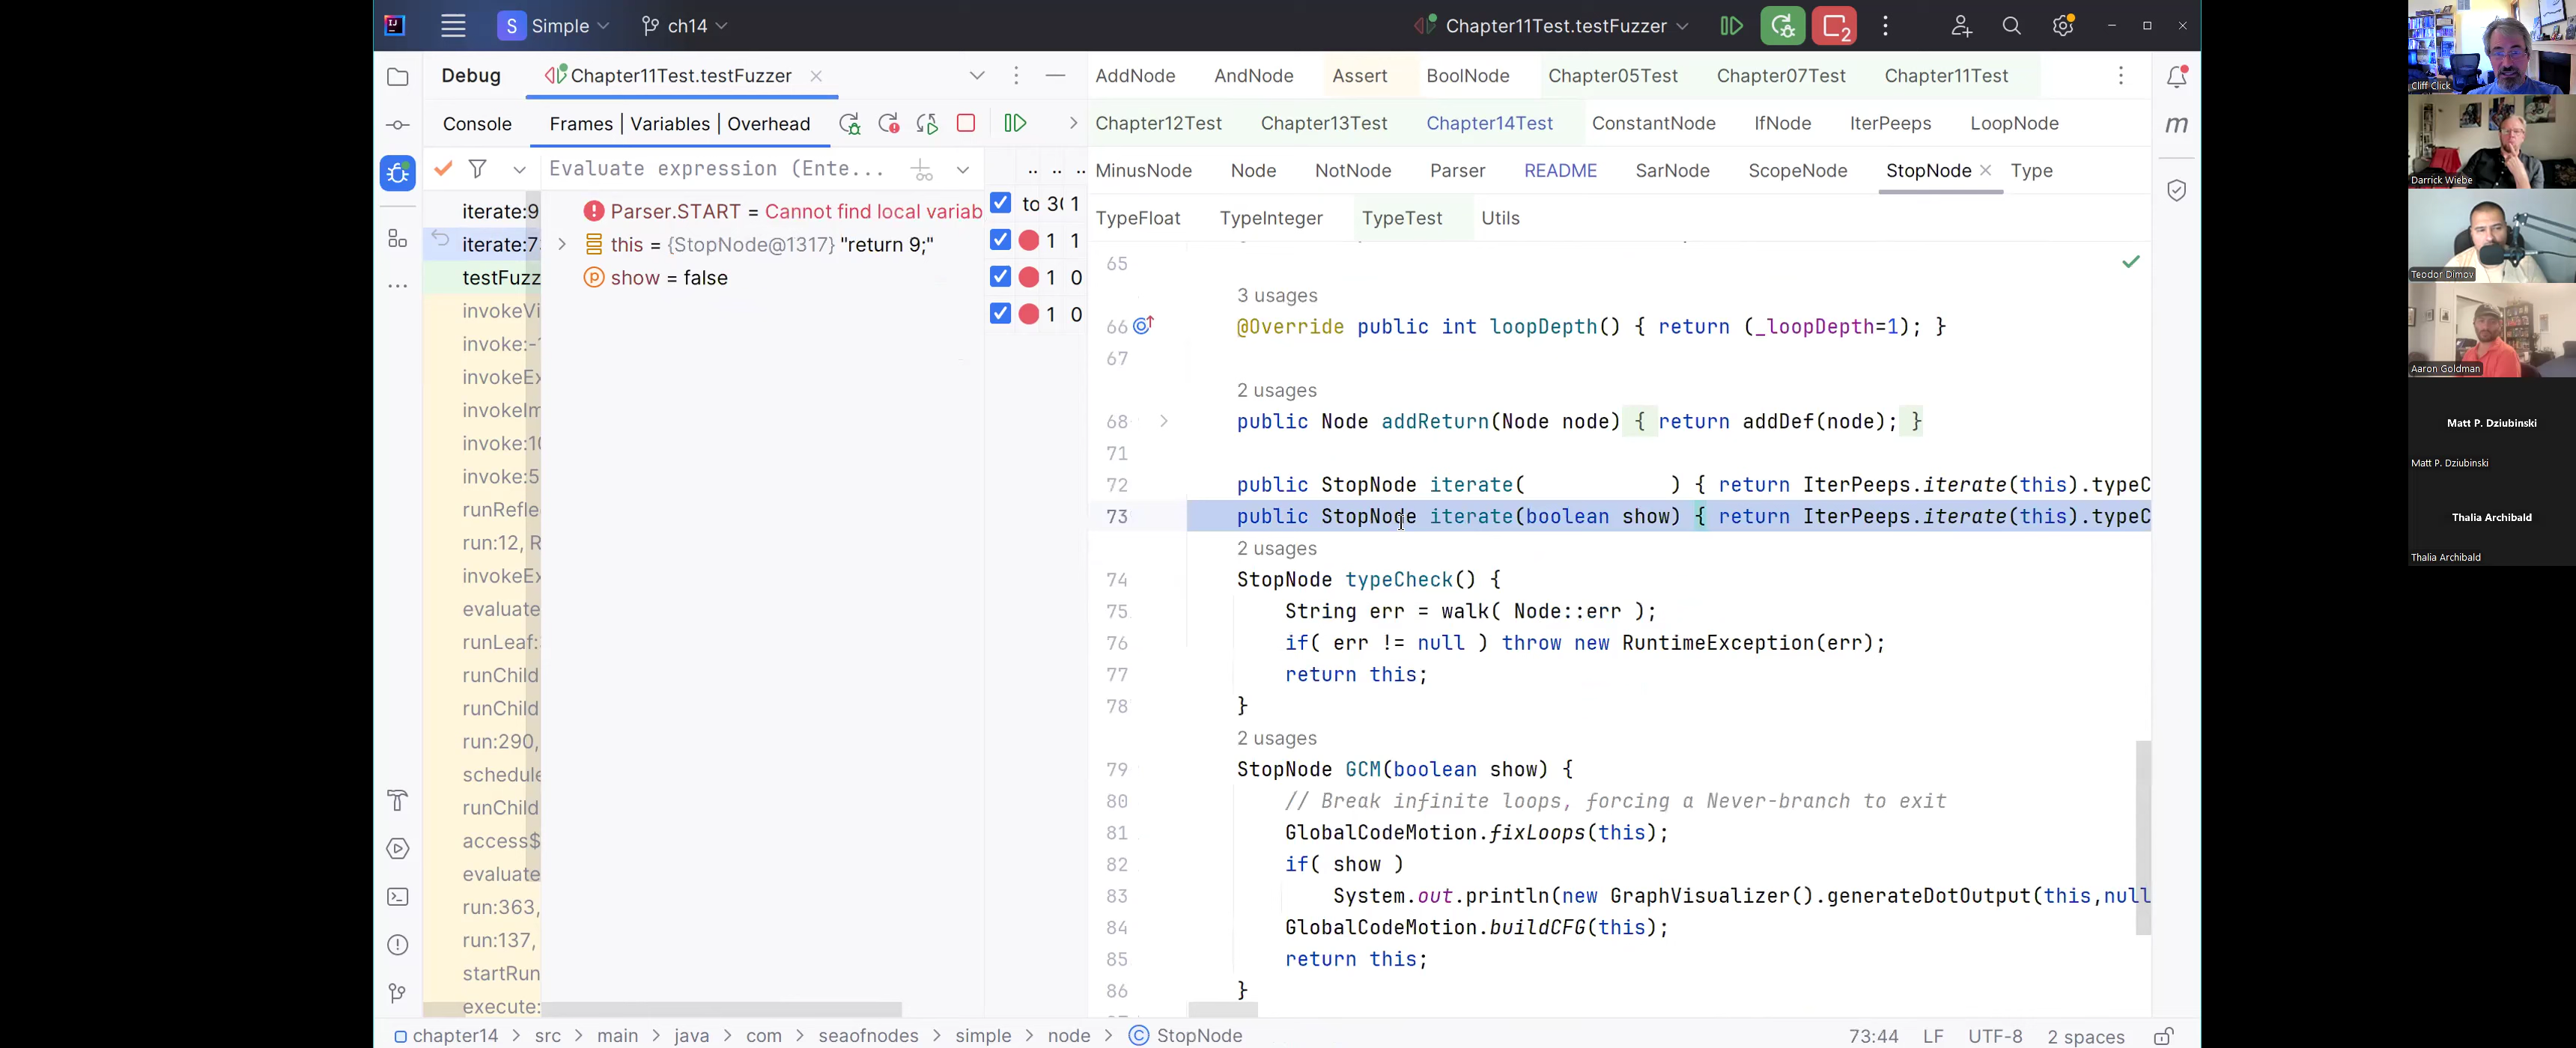 S Simple ch14 Chapter11Test.testFuzzer 2
Debug Chapter11Test.testFuzzer
Console Frames | Variables | Overhead
Evaluate expression (Ente...
iterate:9
iterate:7
testFuzz
invokeVi
invoke:-
invokeEx
invokeIm
invoke:10
invoke:5
runRefle
run:12, R
invokeEx
evaluate
runLeaf:
runChild
runChild
run:290,
schedule
runChild
access$
evaluate
run:363,
run:137,
startRun
execute:
Parser.START = Cannot find local variab
this = {StopNode@1317} "return 9;"
show = false
.. .. ..
to 3( 1
1 1
1 0
1 0
AddNode AndNode Assert BoolNode Chapter05Test Chapter07Test Chapter11Test
Chapter12Test Chapter13Test Chapter14Test ConstantNode IfNode IterPeeps LoopNode
MinusNode Node NotNode Parser README SarNode ScopeNode StopNode Type
TypeFloat TypeInteger TypeTest Utils
65
3 usages
66 @Override public int loopDepth() { return (_loopDepth=1); }
67
2 usages
68 public Node addReturn(Node node) { return addDef(node); }
71
72 public StopNode iterate( ) { return IterPeeps.iterate(this).typeC
73 public StopNode iterate(boolean show) { return IterPeeps.iterate(this).typeC
2 usages
74 StopNode typeCheck() {
75 String err = walk( Node::err );
76 if( err != null ) throw new RuntimeException(err);
77 return this;
78 }
2 usages
79 StopNode GCM(boolean show) {
80 // Break infinite loops, forcing a Never-branch to exit
81 GlobalCodeMotion.fixLoops(this);
82 if( show )
83 System.out.println(new GraphVisualizer().generateDotOutput(this,null
84 GlobalCodeMotion.buildCFG(this);
85 return this;
86 }
m
chapter14 > src > main > java > com > seaofnodes > simple > node > StopNode
73:44 LF UTF-8 2 spaces
Cliff Click
Darrick Wiebe
Teodor Dimov
Aaron Goldman
Matt P. Dziubinski
Matt P. Dziubinski
Thalia Archibald
Thalia Archibald